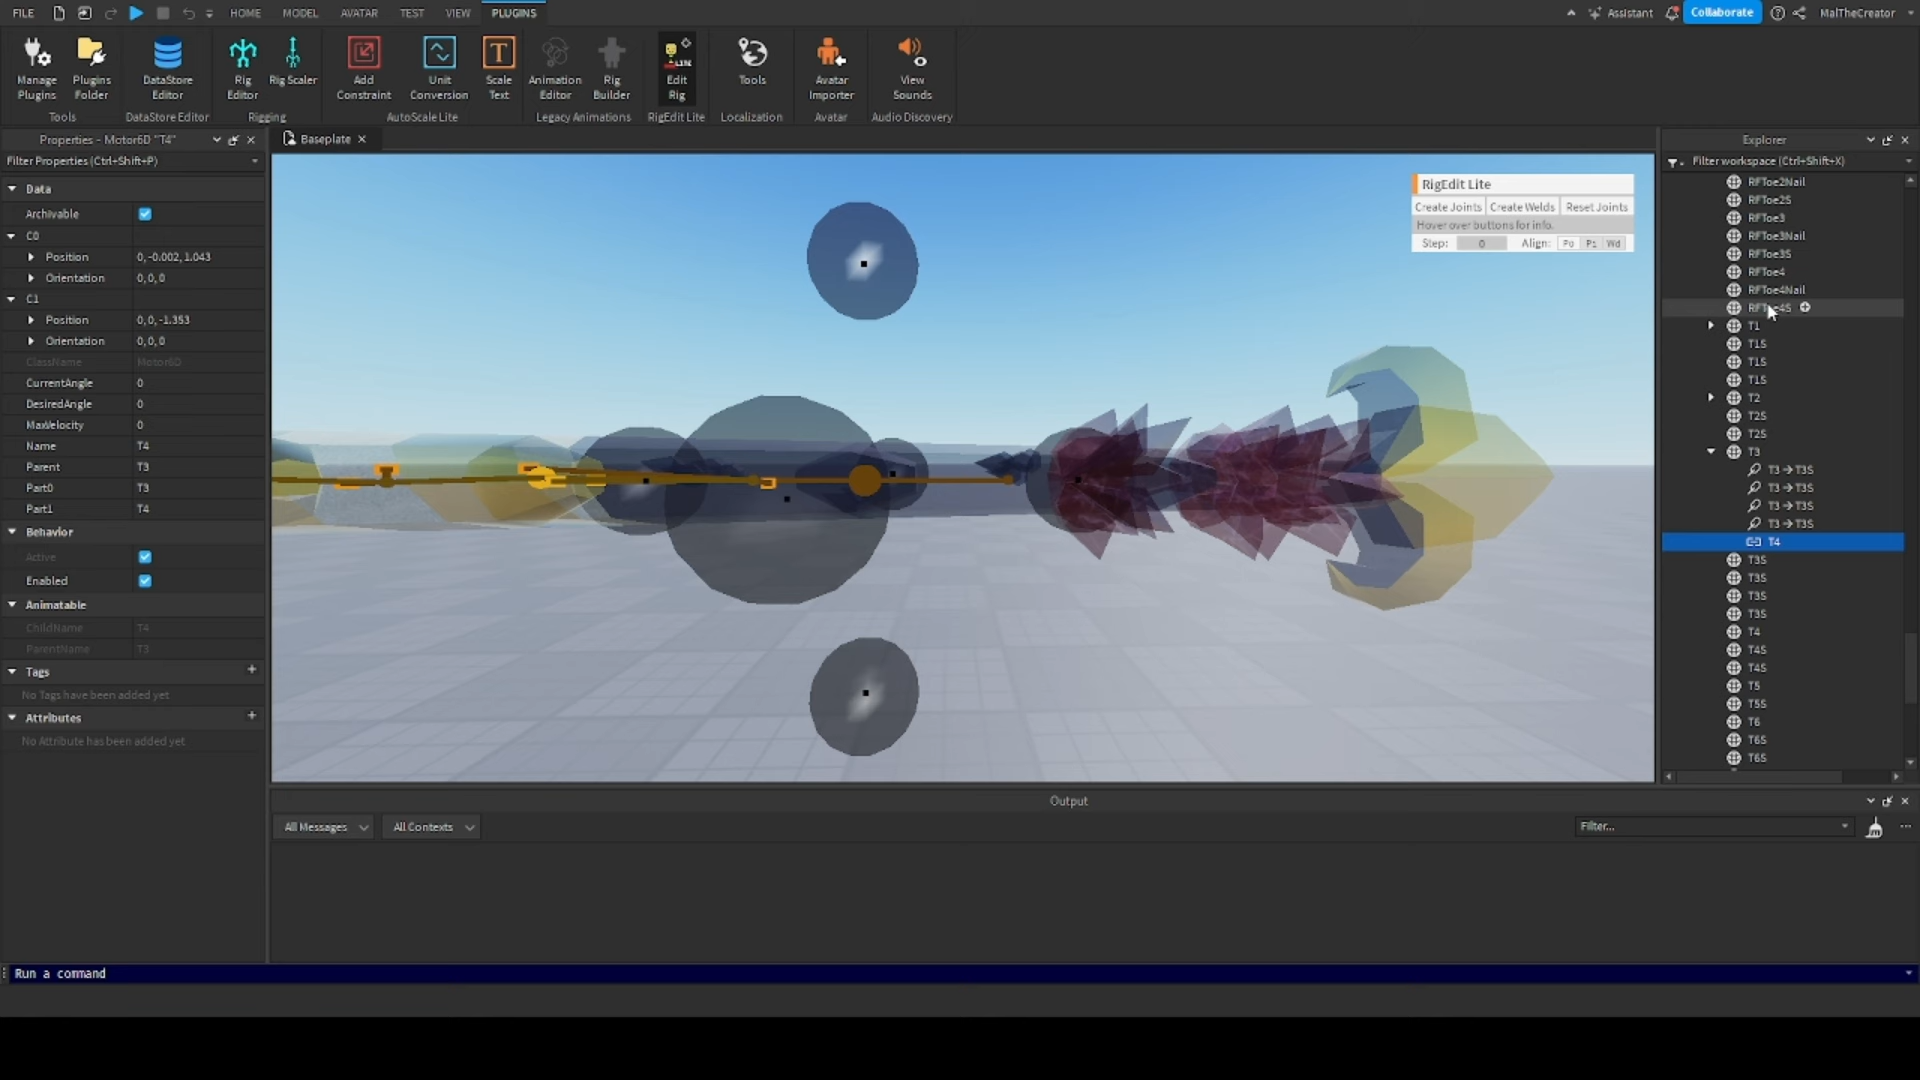 FILE HOME MODEL AVATAR TEST VIEW PLUGINS Assistant Collaborate MalTheCreator
Manage Plugins
Plugins Folder
DataStore Editor
Rig Editor
Rig Scaler
Add Constraint
Unit Conversion
Scale Text
Animation Editor
Rig Builder
Edit Rig
Tools
Avatar Importer
View Sounds
Tools DataStore Editor Rigging AutoScale Lite Legacy Animations RigEdit Lite Localization Avatar Audio Discovery
Properties - Motor6D "T4"
Filter Properties (Ctrl+Shift+P)
Data
Archivable
C0
Position 0,-0.002, 1.043
Orientation 0,0,0
C1
Position 0,0,-1.353
Orientation 0,0,0
ClassName Motor6D
CurrentAngle 0
DesiredAngle 0
MaxVelocity 0
Name T4
Parent T3
Part0 T3
Part1 T4
Behavior
Active
Enabled
Animatable
ChildName T4
ParentName T3
Tags
No Tags have been added yet
Attributes
No Attribute has been added yet
Baseplate
RigEdit Lite
Create Joints Create Welds Reset Joints
Hover over buttons for info.
Step: 0 Align: P0 P1 Wd
Explorer
Filter workspace (Ctrl+Shift+X)
RFToe2Nail
RFToe2S
RFToe3
RFToe3Nail
RFToe3S
RFToe4
RFToe4Nail
RFToe4S
T1
T1S
T1S
T1S
T2
T2S
T2S
T3
T3 → T3S
T3 → T3S
T3 → T3S
T3 → T3S
T4
T3S
T3S
T3S
T3S
T4
T4S
T4S
T5
T5S
T6
T6S
T6S
Output
All Messages All Contexts Filter...
Run a command